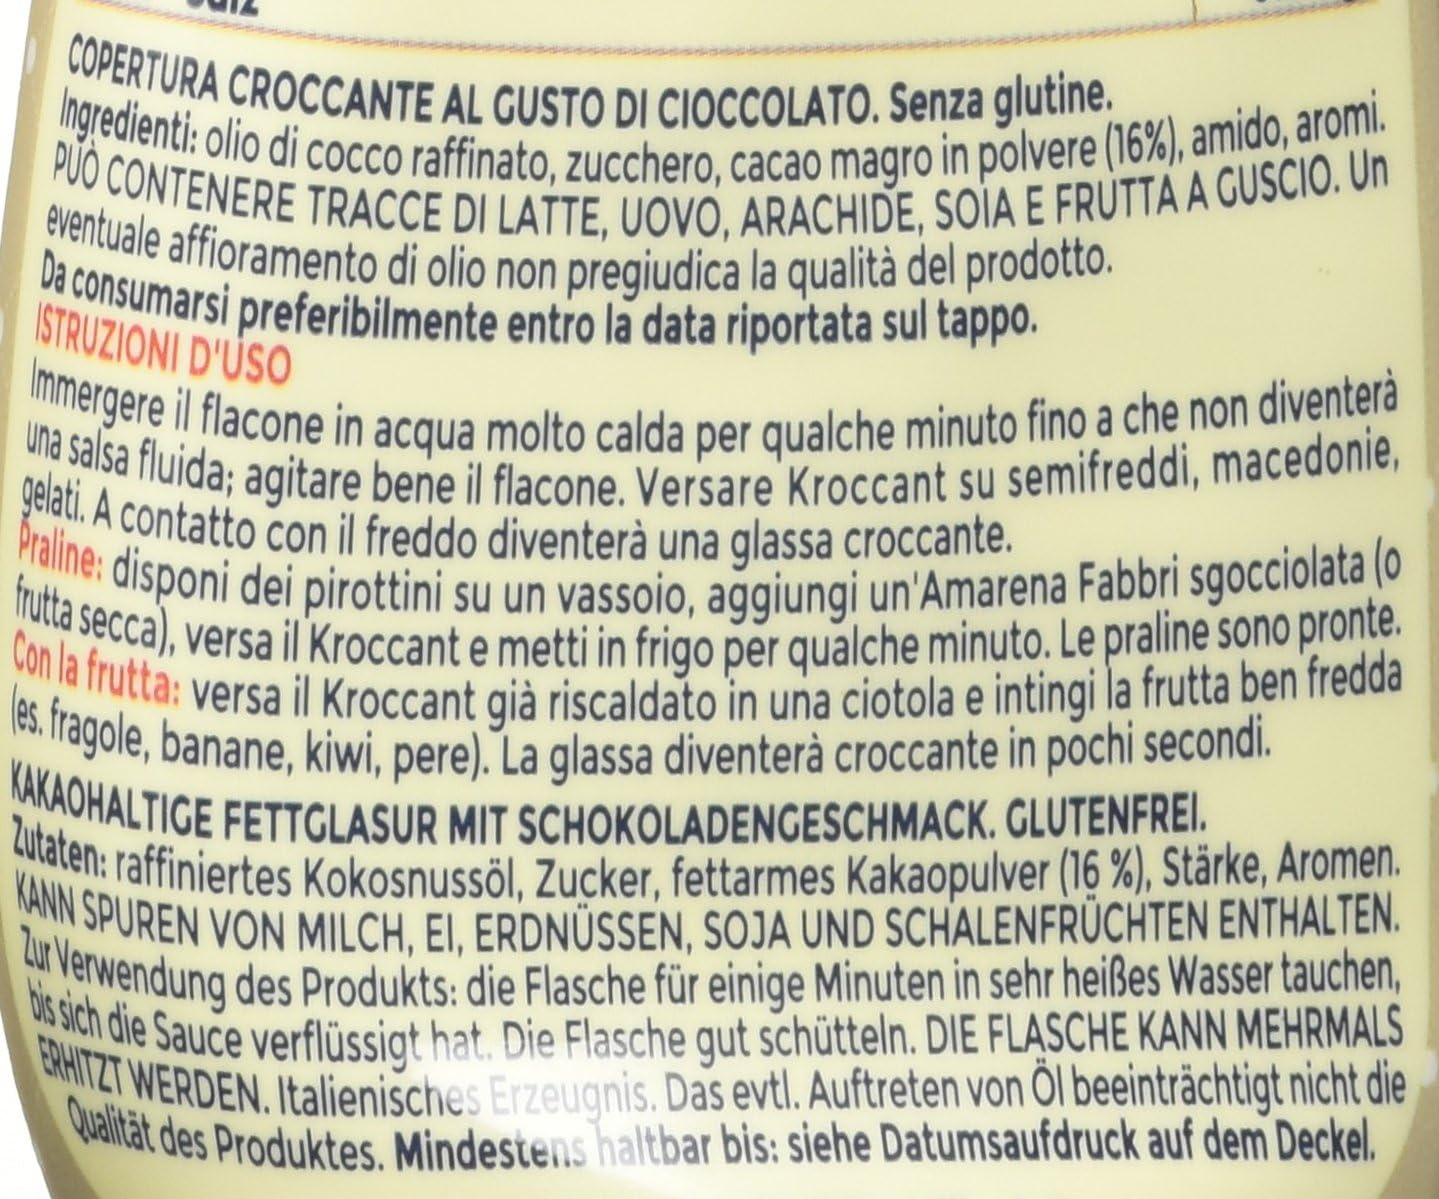 COPERTURA CROCCANTE AL GUSTO DI CIOCCOLATO. Senza glutine.
Ingredienti: olio di cocco raffinato, zucchero, cacao magro in polvere (16%), amido, aromi.
PUÒ CONTENERE TRACCE DI LATTE, UOVO, ARACHIDE, SOIA E FRUTTA A GUSCIO. Un
eventuale affioramento di olio non pregiudica la qualità del prodotto.
Da consumarsi preferibilmente entro la data riportata sul tappo.
ISTRUZIONI D'USO
Immergere il flacone in acqua molto calda per qualche minuto fino a che non diventerà
una salsa fluida; agitare bene il flacone. Versare Kroccant su semifreddi, macedonie,
gelati. A contatto con il freddo diventerà una glassa croccante.
Praline: disponi dei pirottini su un vassoio, aggiungi un'Amarena Fabbri sgocciolata (o
frutta secca), versa il Kroccant e metti in frigo per qualche minuto. Le praline sono pronte.
Con la frutta: versa il Kroccant già riscaldato in una ciotola e intingi la frutta ben fredda
(es. fragole, banane, kiwi, pere). La glassa diventerà croccante in pochi secondi.
KAKAOHALTIGE FETTGLASUR MIT SCHOKOLADENGESCHMACK. GLUTENFREI.
Zutaten: raffiniertes Kokosnussöl, Zucker, fettarmes Kakaopulver (16 %), Stärke, Aromen.
KANN SPUREN VON MILCH, EI, ERDNÜSSEN, SOJA UND SCHALENFRÜCHTEN ENTHALTEN.
Zur Verwendung des Produkts: die Flasche für einige Minuten in sehr heißes Wasser tauchen,
bis sich die Sauce verflüssigt hat. Die Flasche gut schütteln. DIE FLASCHE KANN MEHRMALS
ERHITZT WERDEN. Italienisches Erzeugnis. Das evtl. Auftreten von Öl beeinträchtigt nicht die
Qualität des Produktes. Mindestens haltbar bis: siehe Datumsaufdruck auf dem Deckel.